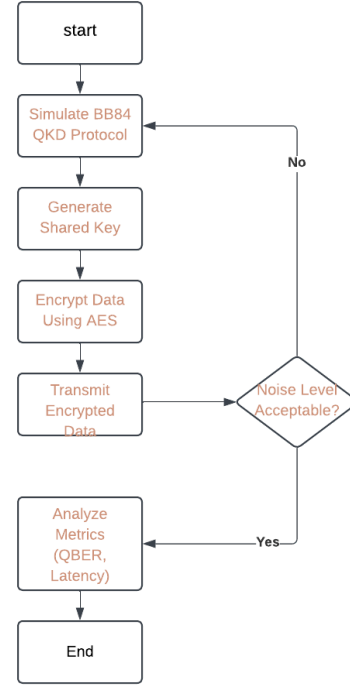 start
Simulate BB84
QKD Protocol
No
Generate
Shared Key
Encrypt Data
Using AES
Transmit
Encrypted
Data
Noise Level
Acceptable?
Analyze
Metrics
(QBER,
Latency)
Yes
End